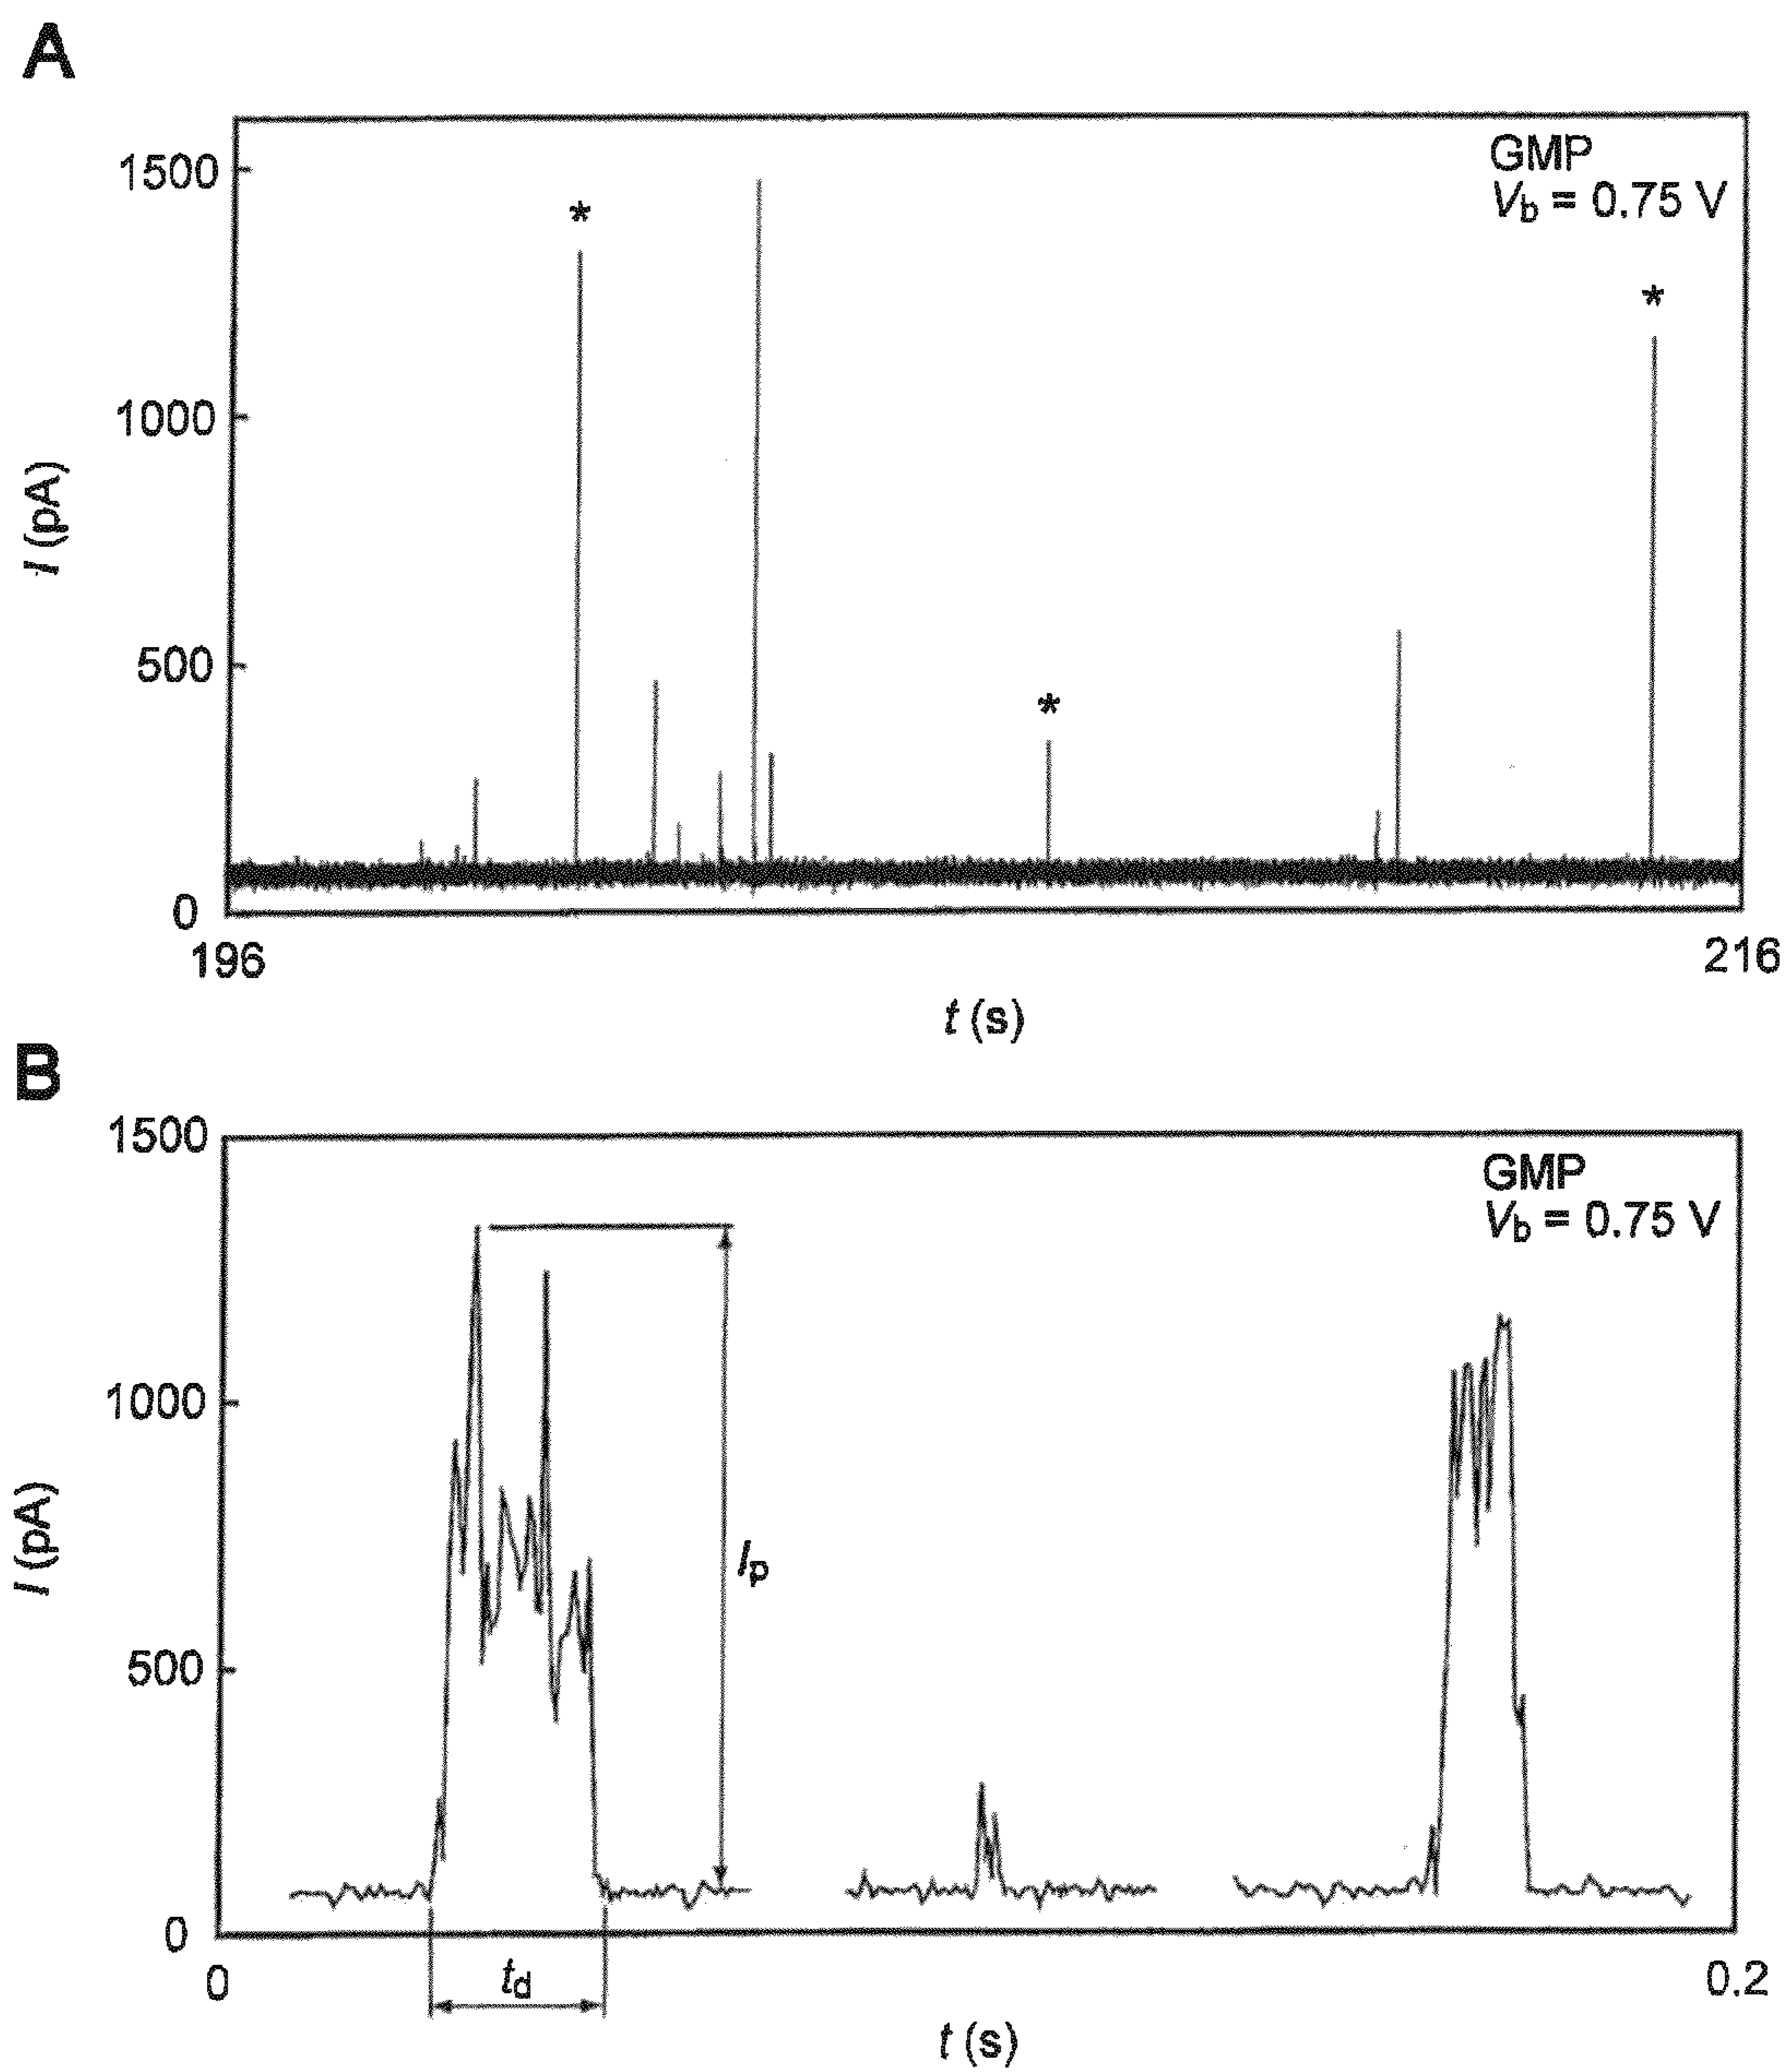 A
GMP
Vb = 0.75 V
1500
*
*
1000
I (pA)
500
*
0
196
216
t (s)
B
1500
GMP
Vb = 0.75 V
1000
Ip
I (pA)
500
0
0
td
0.2
t (s)